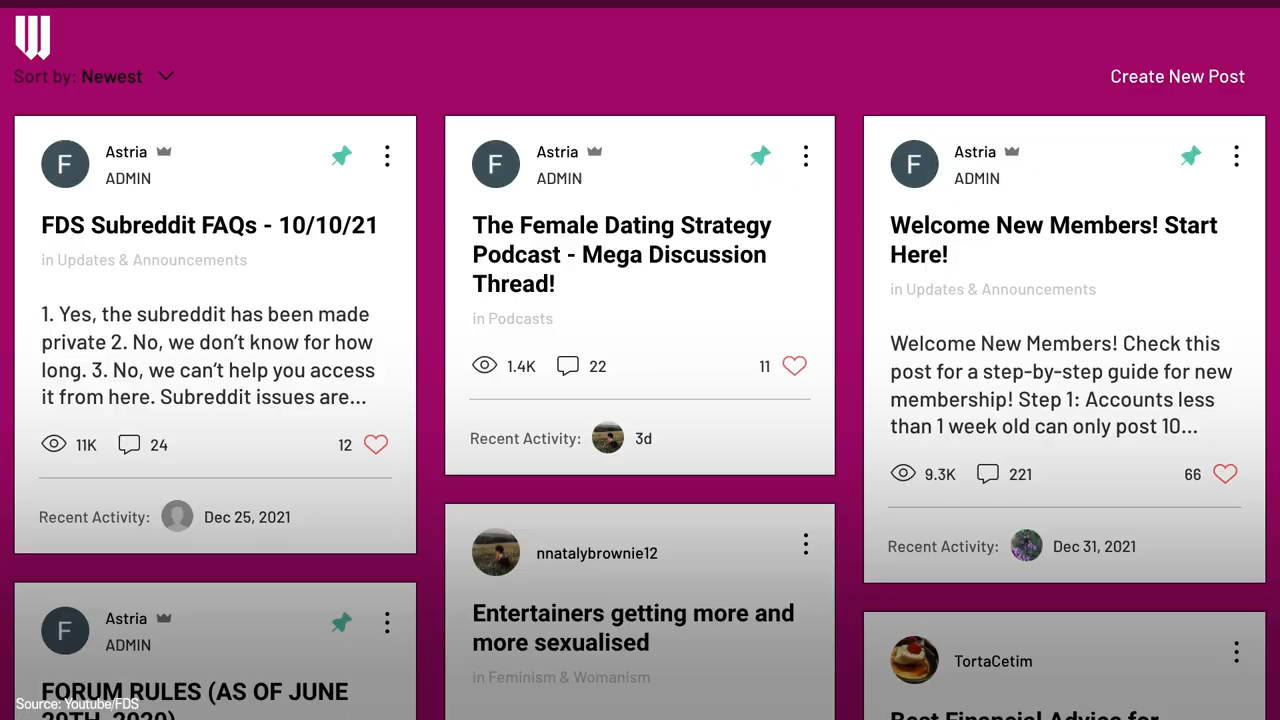 Sort by: Newest
Create New Post
F
Astria
ADMIN
FDS Subreddit FAQs - 10/10/21
in Updates & Announcements
1. Yes, the subreddit has been made
private 2. No, we don't know for how
long. 3. No, we can't help you access
it from here. Subreddit issues are...
11K
24
12
Recent Activity:
Dec 25, 2021
F
Astria
ADMIN
FORUM RULES (AS OF JUNE
F
Astria
ADMIN
The Female Dating Strategy
Podcast - Mega Discussion
Thread!
in Podcasts
1.4K
22
11
Recent Activity:
3d
nnatalybrownie12
Entertainers getting more and
more sexualised
in Feminism & Womanism
F
Astria
ADMIN
Welcome New Members! Start
Here!
in Updates & Announcements
Welcome New Members! Check this
post for a step-by-step guide for new
membership! Step 1: Accounts less
than 1 week old can only post 10...
9.3K
221
66
Recent Activity:
Dec 31, 2021
TortaCetim
Best Financial Advice for
Source: Youtube/FDS